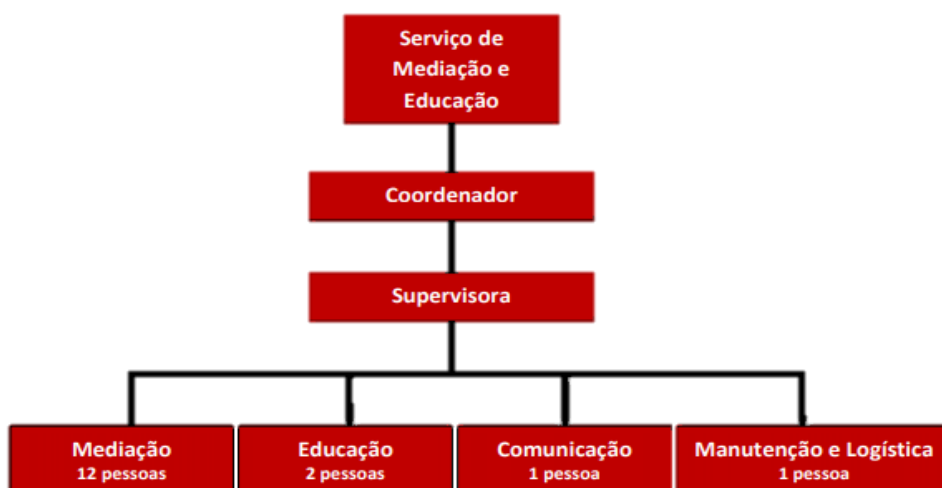 Serviço de
Mediação e
Educação
Coordenador
Supervisora
Mediação
12 pessoas
Educação
2 pessoas
Comunicação
1 pessoa
Manutenção e Logística
1 pessoa